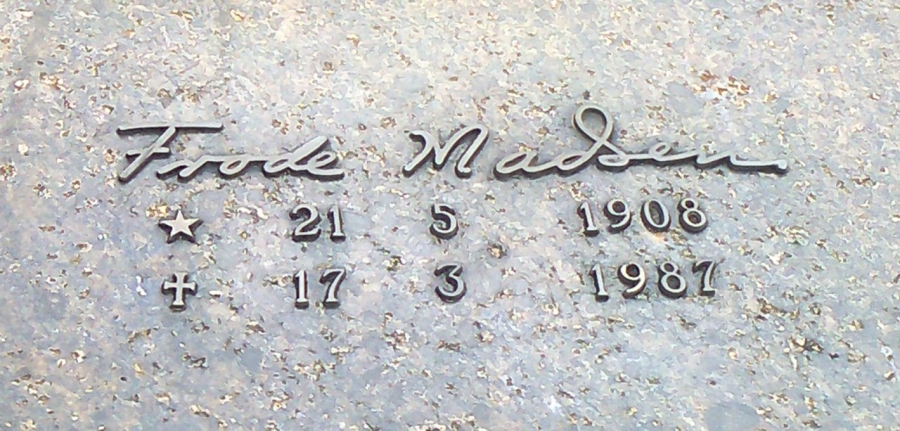 Frode Madsen
★ 21 5 1908
✝ 17 3 1987